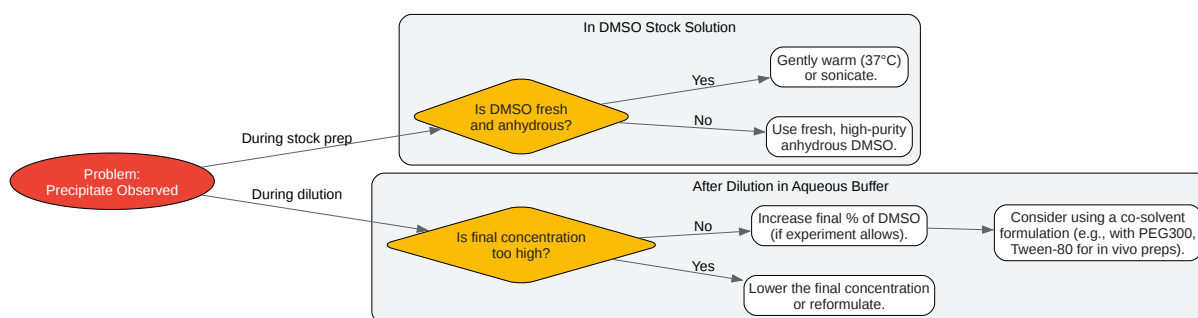 In DMSO Stock Solution
Gently warm (37°C)
or sonicate.
Yes
Is DMSO fresh
and anhydrous?
No
Use fresh, high-purity
anhydrous DMSO.
During stock prep
Problem:
Precipitate Observed
During dilution
After Dilution in Aqueous Buffer
Is final concentration
too high?
No
Increase final % of DMSO
(if experiment allows).
Consider using a co-solvent
formulation (e.g., with PEG300,
Tween-80 for in vivo preps).
Yes
Lower the final concentration
or reformulate.